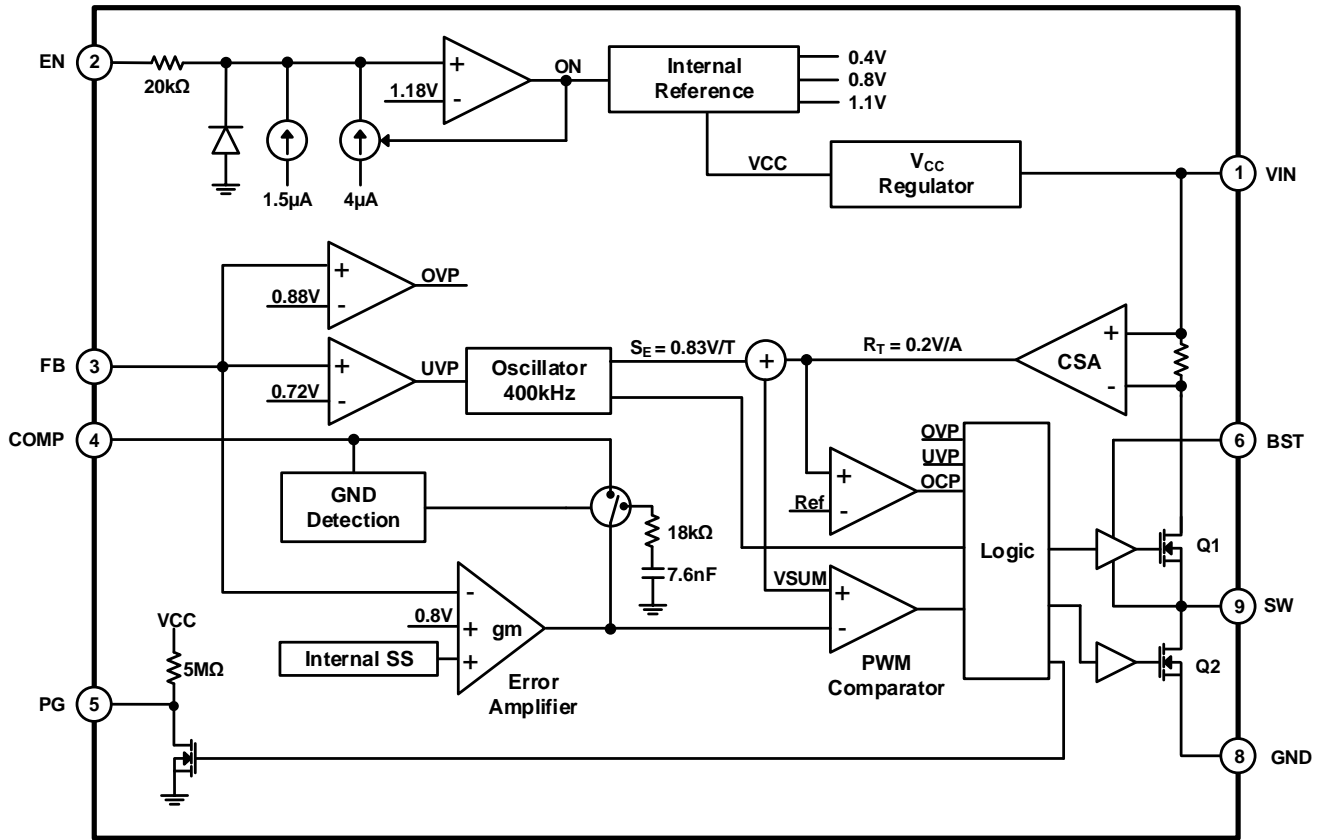 EN
2
20kΩ
1.18V
+
-
ON
Internal
Reference
0.4V
0.8V
1.1V
1.5µA
4µA
VCC
VCC
Regulator
1
VIN
+
-
0.88V
OVP
FB
3
+
-
0.72V
UVP
Oscillator
400kHz
SE = 0.83V/T
+
RT = 0.2V/A
CSA
+
-
COMP
4
GND
Detection
18kΩ
7.6nF
Ref
+
-
OVP
UVP
OCP
Logic
6
BST
Q1
9
SW
Q2
VSUM
+
-
PWM
Comparator
-
0.8V
+
gm
Internal SS
+
Error
Amplifier
VCC
5MΩ
PG
5
8
GND